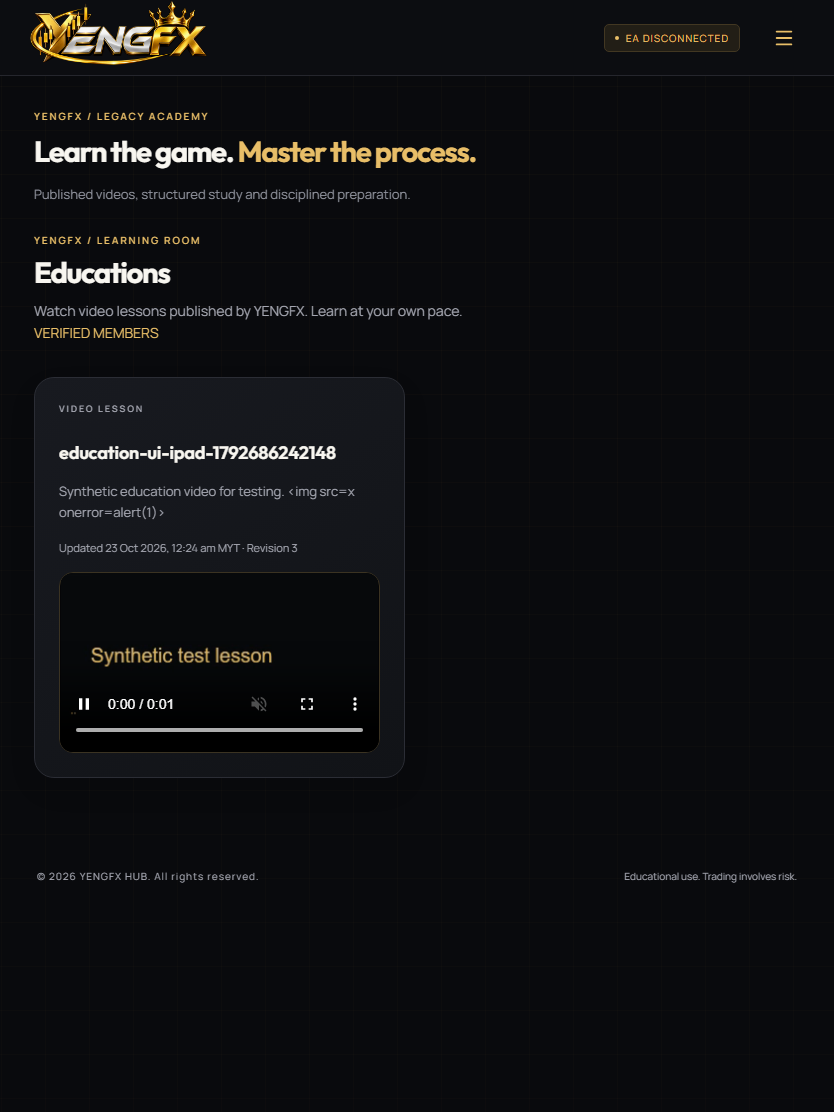 YENGFX
EA DISCONNECTED
YENGFX / LEGACY ACADEMY
Learn the game. Master the process.
Published videos, structured study and disciplined preparation.
YENGFX / LEARNING ROOM
Educations
Watch video lessons published by YENGFX. Learn at your own pace.
VERIFIED MEMBERS
VIDEO LESSON
education-ui-ipad-1792686242148
Synthetic education video for testing. <img src=x
onerror=alert(1)>
Updated 23 Oct 2026, 12:24 am MYT · Revision 3
Synthetic test lesson
0:00 / 0:01
© 2026 YENGFX HUB. All rights reserved.
Educational use. Trading involves risk.